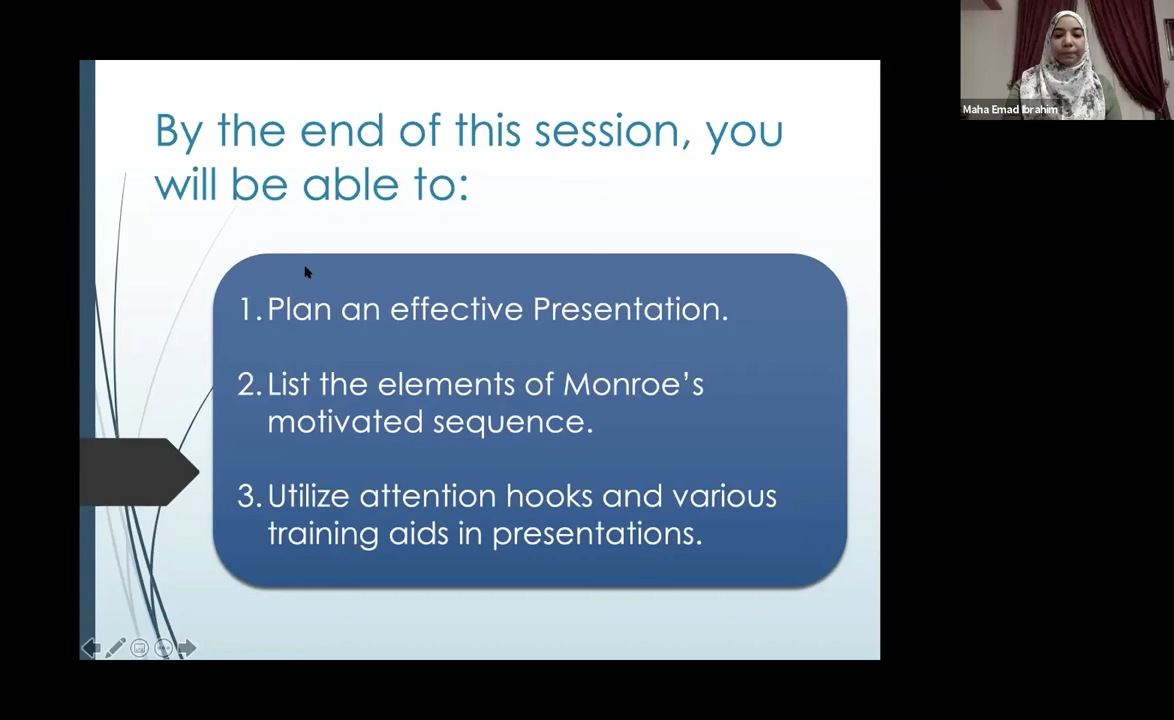 By the end of this session, you
will be able to:
1. Plan an effective Presentation.
2. List the elements of Monroe's
motivated sequence.
3. Utilize attention hooks and various
training aids in presentations.
Maha Emad Ibrahim